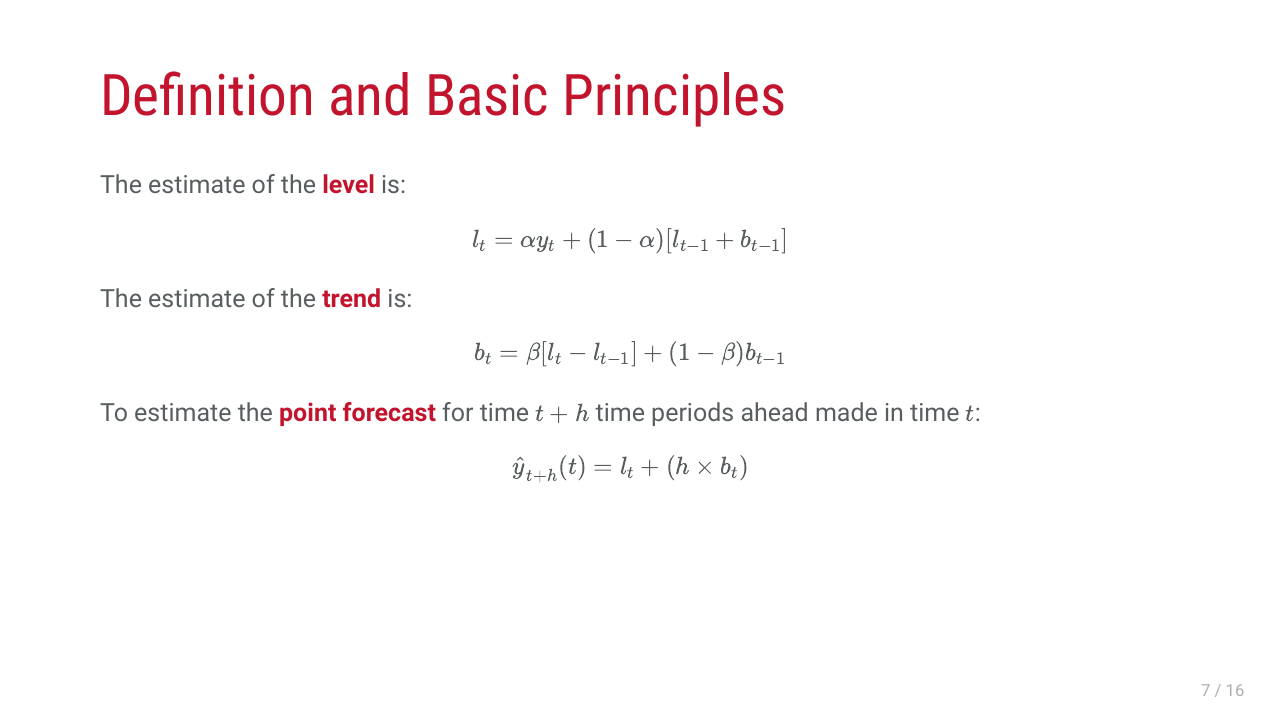 Definition and Basic Principles
The estimate of the level is:
l_t = αy_t + (1 − α)[l_{t−1} + b_{t−1}]
The estimate of the trend is:
b_t = β[l_t − l_{t−1}] + (1 − β)b_{t−1}
To estimate the point forecast for time t + h time periods ahead made in time t:
ŷ_{t+h}(t) = l_t + (h × b_t)
7 / 16